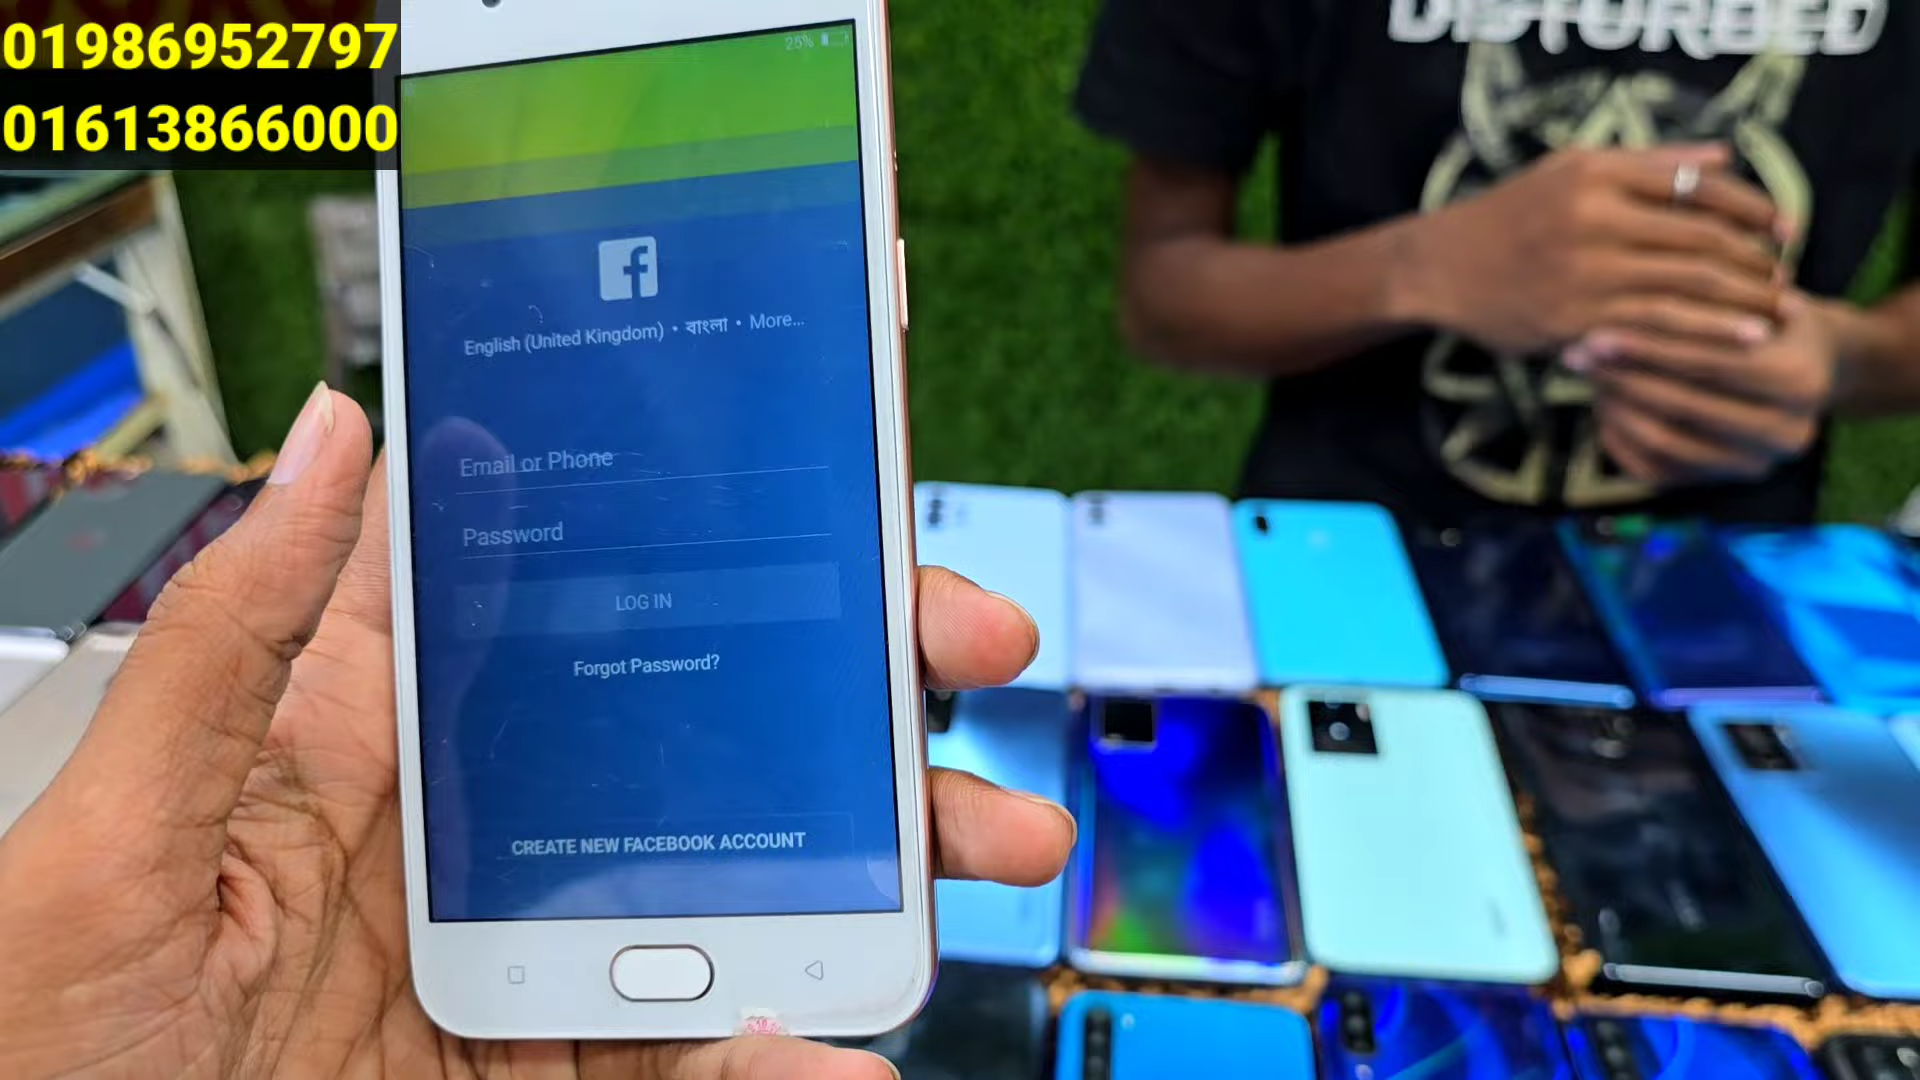 01986952797
01613866000
DISTURBED
25%
English (United Kingdom) • বাংলা • More...
Email or Phone
Password
LOG IN
Forgot Password?
CREATE NEW FACEBOOK ACCOUNT